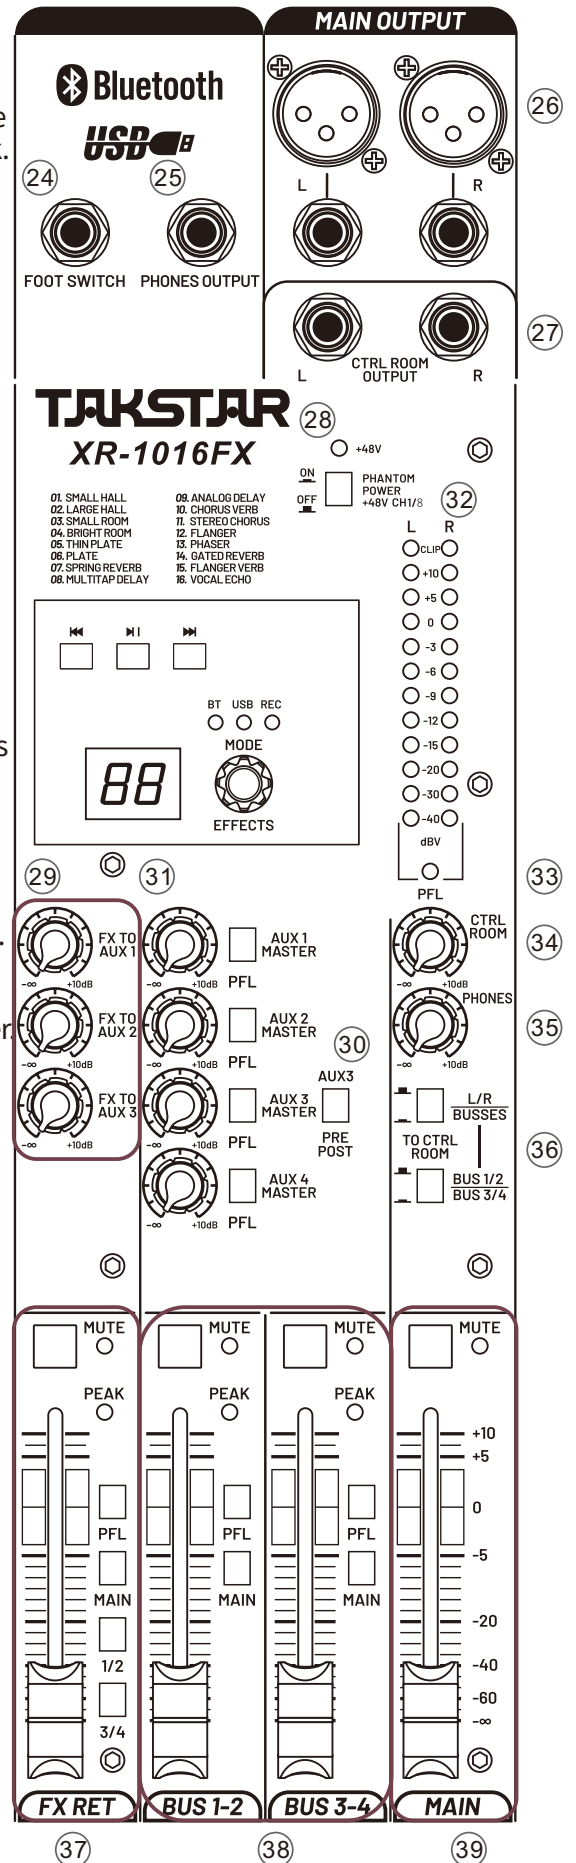 MAIN OUTPUT
Bluetooth
USB
24
25
26
L
R
FOOT SWITCH
PHONES OUTPUT
27
L
CTRL ROOM
OUTPUT
R
TAKSTAR
XR-1016FX
28
+48V
ON
OFF
PHANTOM
POWER
+48V CH1/8
32
01. SMALL HALL
02. LARGE HALL
03. SMALL ROOM
04. BRIGHT ROOM
05. THIN PLATE
06. PLATE
07. SPRING REVERB
08. MULTITAP DELAY
09. ANALOG DELAY
10. CHORUS VERB
11. STEREO CHORUS
12. FLANGER
13. PHASER
14. GATED REVERB
15. FLANGER VERB
16. VOCAL ECHO
L R
CLIP
+10
+5
0
-3
-6
-9
-12
-15
-20
-30
-40
dBV
PFL
BT USB REC
MODE
88
EFFECTS
s
e
k.
.
er.
29
31
33
FX TO
AUX 1
-∞ +10dB
FX TO
AUX 2
-∞ +10dB
FX TO
AUX 3
-∞ +10dB
AUX 1
MASTER
-∞ +10dB PFL
AUX 2
MASTER
-∞ +10dB PFL
AUX 3
MASTER
-∞ +10dB PFL
AUX 4
MASTER
-∞ +10dB PFL
30
AUX3
PRE
POST
CTRL
ROOM
34
-∞ +10dB
PHONES
35
-∞ +10dB
L/R
BUSSES
TO CTRL
ROOM
36
BUS 1/2
BUS 3/4
MUTE
PEAK
PFL
MAIN
1/2
3/4
FX RET
37
MUTE
PEAK
PFL
MAIN
BUS 1-2
MUTE
PEAK
PFL
MAIN
BUS 3-4
38
MUTE
+10
+5
0
-5
-20
-40
-60
-∞
MAIN
39